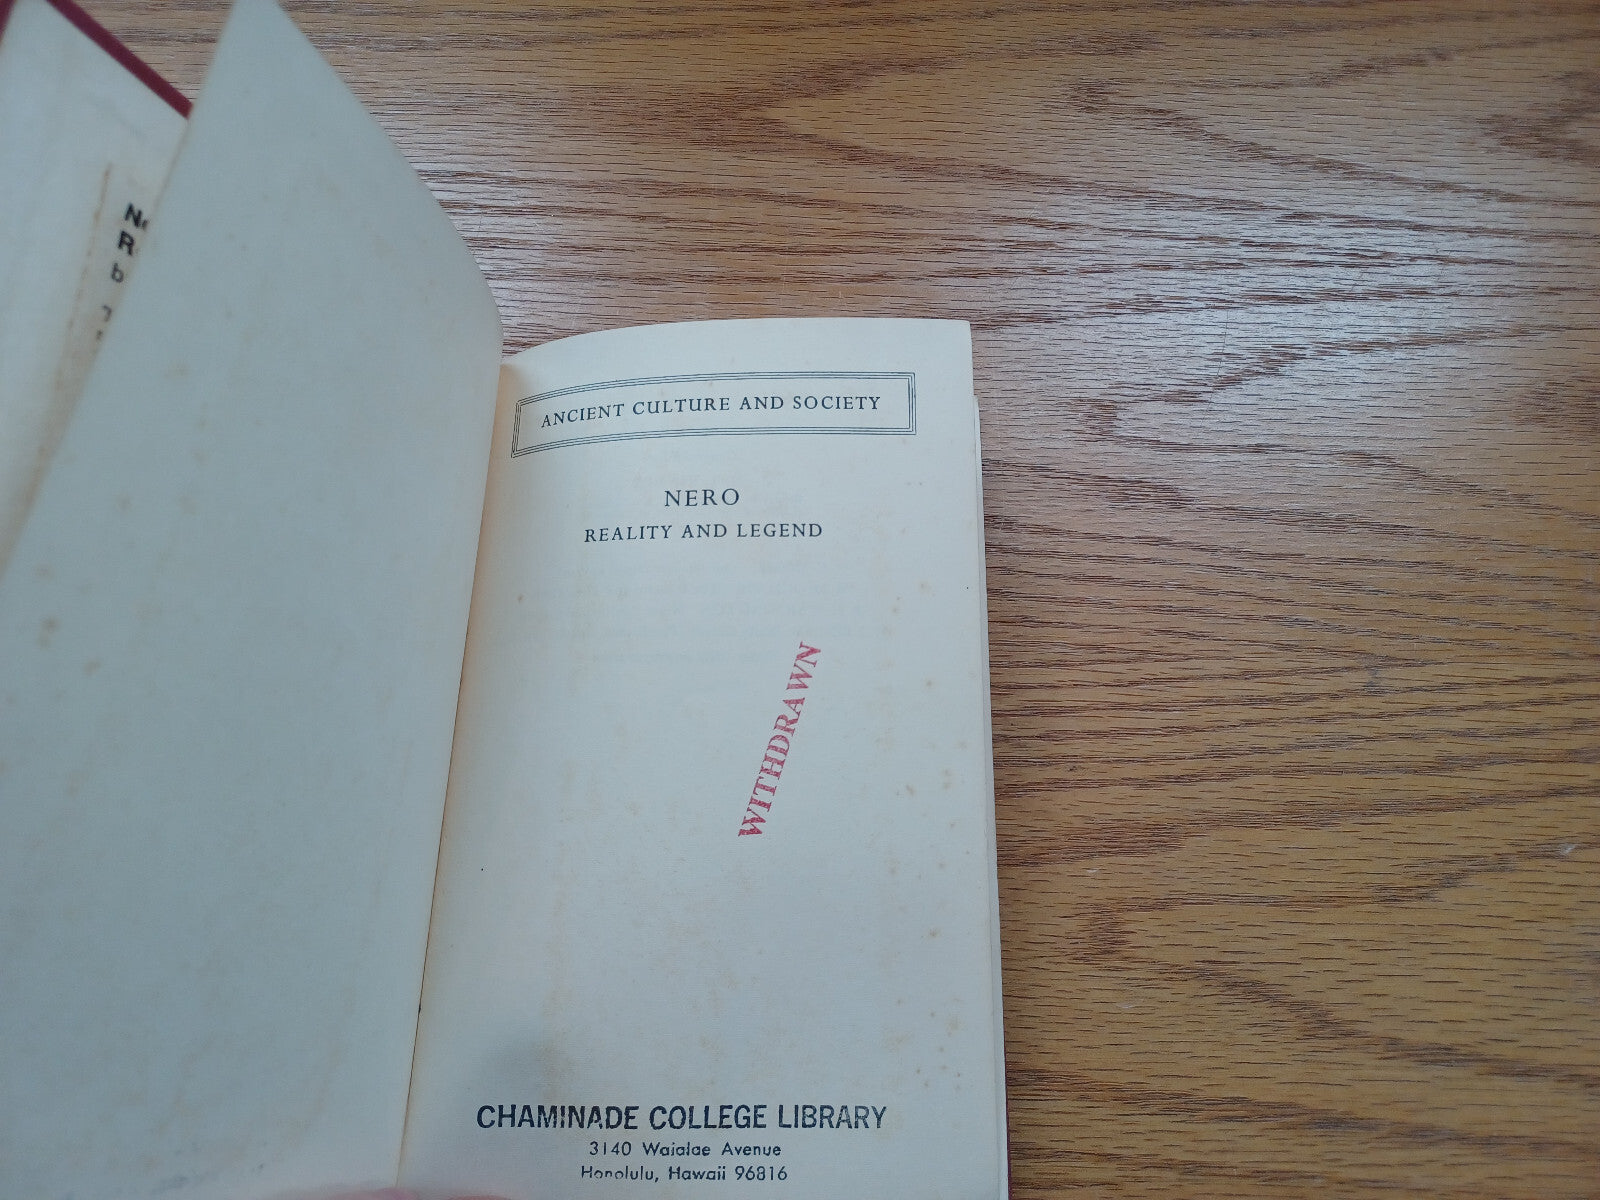 ANCIENT CULTURE AND SOCIETY
NERO
REALITY AND LEGEND
WITHDRAWN
CHAMINADE COLLEGE LIBRARY
3140 Waialae Avenue
Honolulu, Hawaii 96816